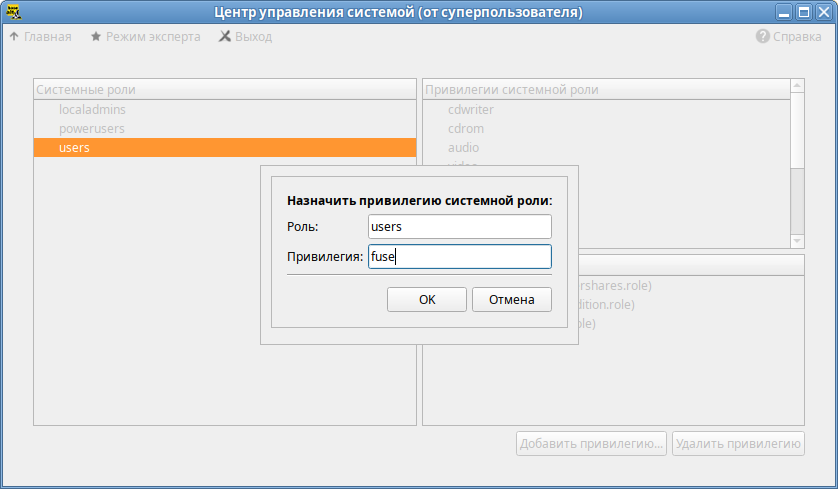 Центр управления системой (от суперпользователя)
Главная Режим эксперта Выход Справка
Системные роли
localadmins
powerusers
users
Привилегии системной роли
cdwriter
cdrom
audio
Назначить привилегию системной роли:
Роль: users
Привилегия: fuse
OK Отмена
ershares.role)
dition.role)
ole)
Добавить привилегию... Удалить привилегию